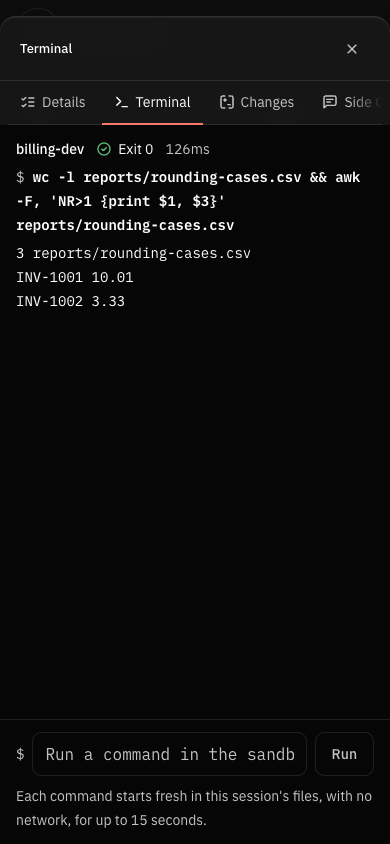 Terminal
Details
Terminal
Changes
Side C
billing-dev Exit 0 126ms
$ wc -l reports/rounding-cases.csv && awk
-F, 'NR>1 {print $1, $3}'
reports/rounding-cases.csv
3 reports/rounding-cases.csv
INV-1001 10.01
INV-1002 3.33
$ Run a command in the sandb
Run
Each command starts fresh in this session's files, with no
network, for up to 15 seconds.